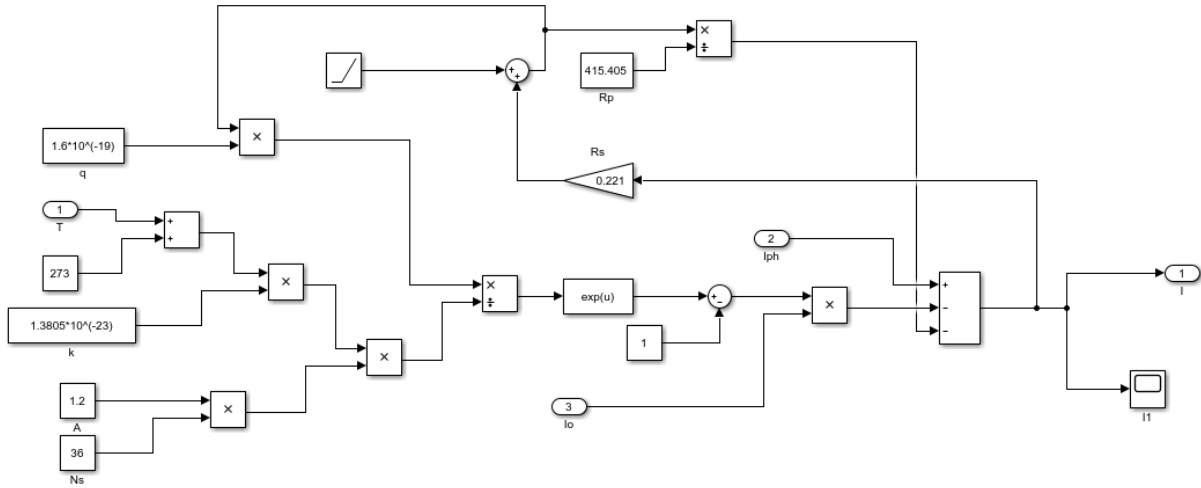 415.405
Rp
1.6*10^(-19)
q
Rs
0.221
1
T
273
2
Iph
1
I
1.3805*10^(-23)
k
exp(u)
1
1.2
A
3
Io
I1
36
Ns